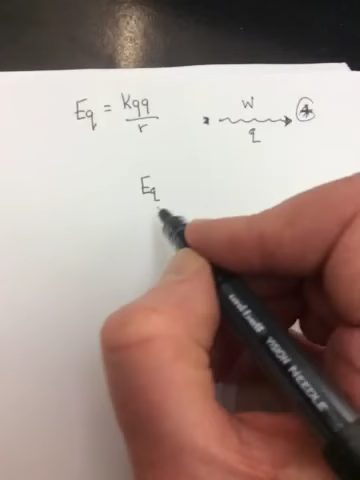 Eq = Kqq/r
W
q
+
Eq
uni-ball VISION NEEDLE